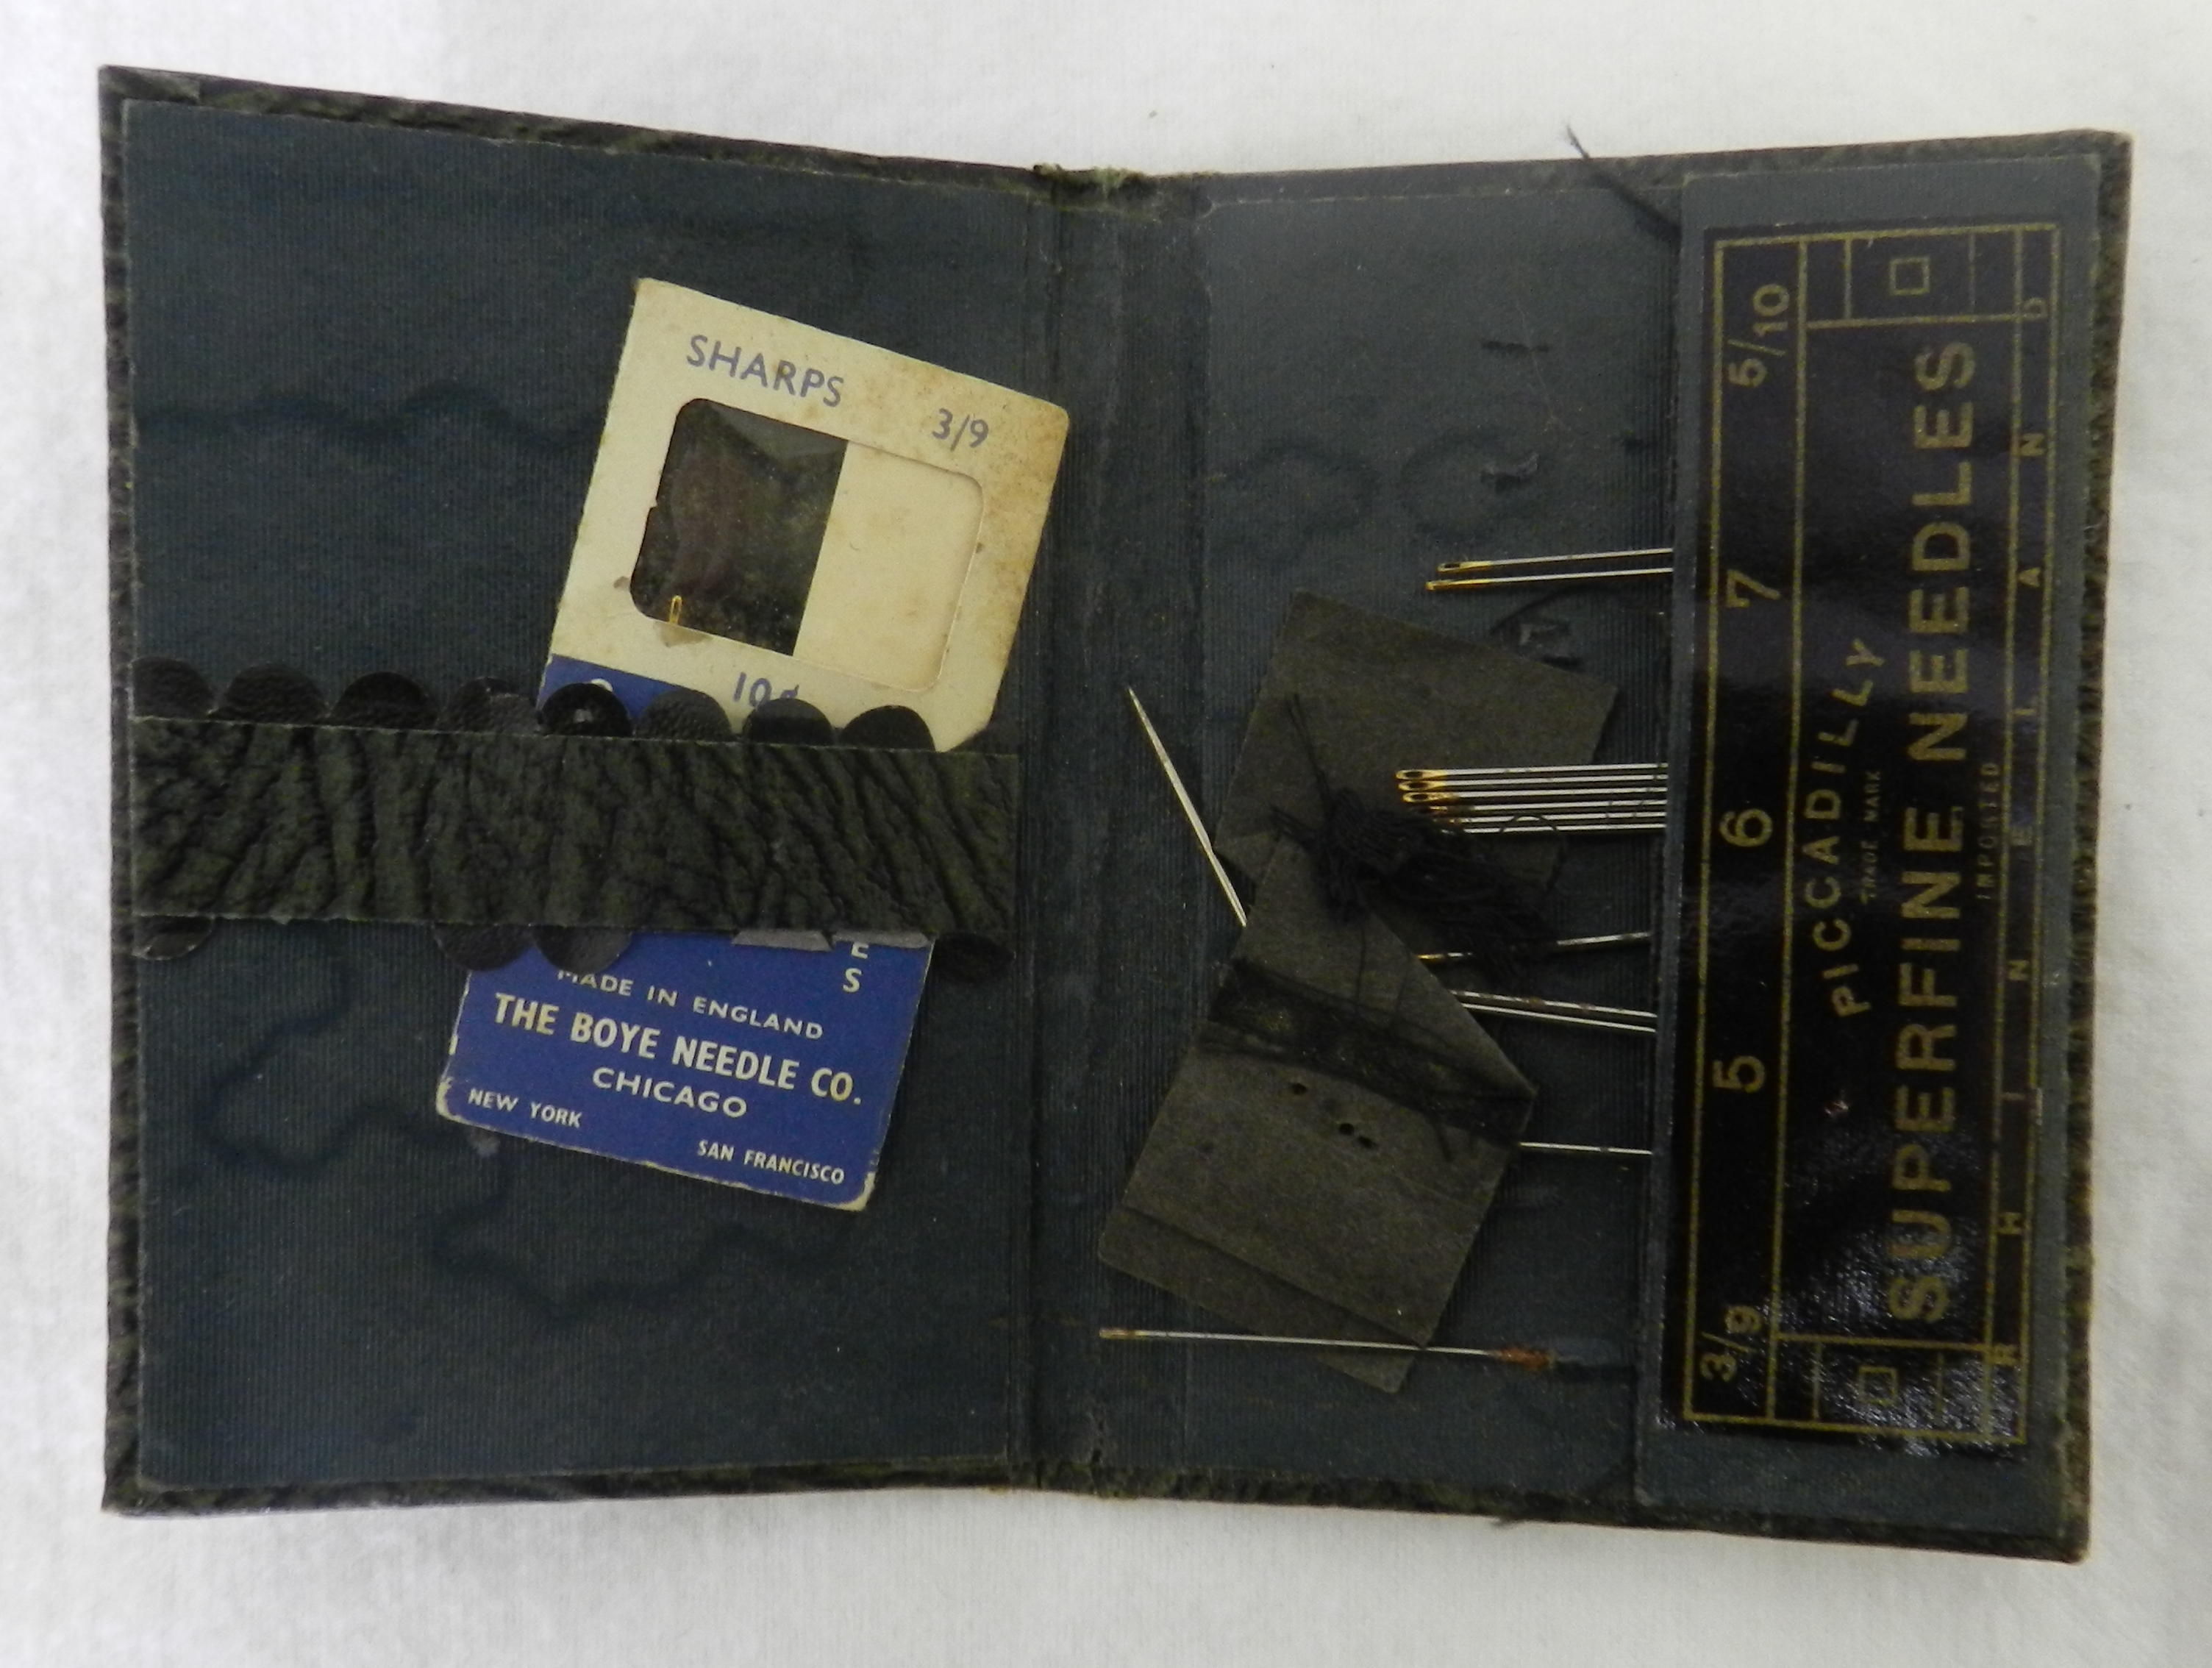 SHARPS 3/9
10¢
E
S
MADE IN ENGLAND
THE BOYE NEEDLE CO.
CHICAGO
NEW YORK
SAN FRANCISCO
3/9 5 6 7 5/10
PICCADILLY
TRADE MARK
SUPERFINE NEEDLES
IMPORTED
RHINELAND